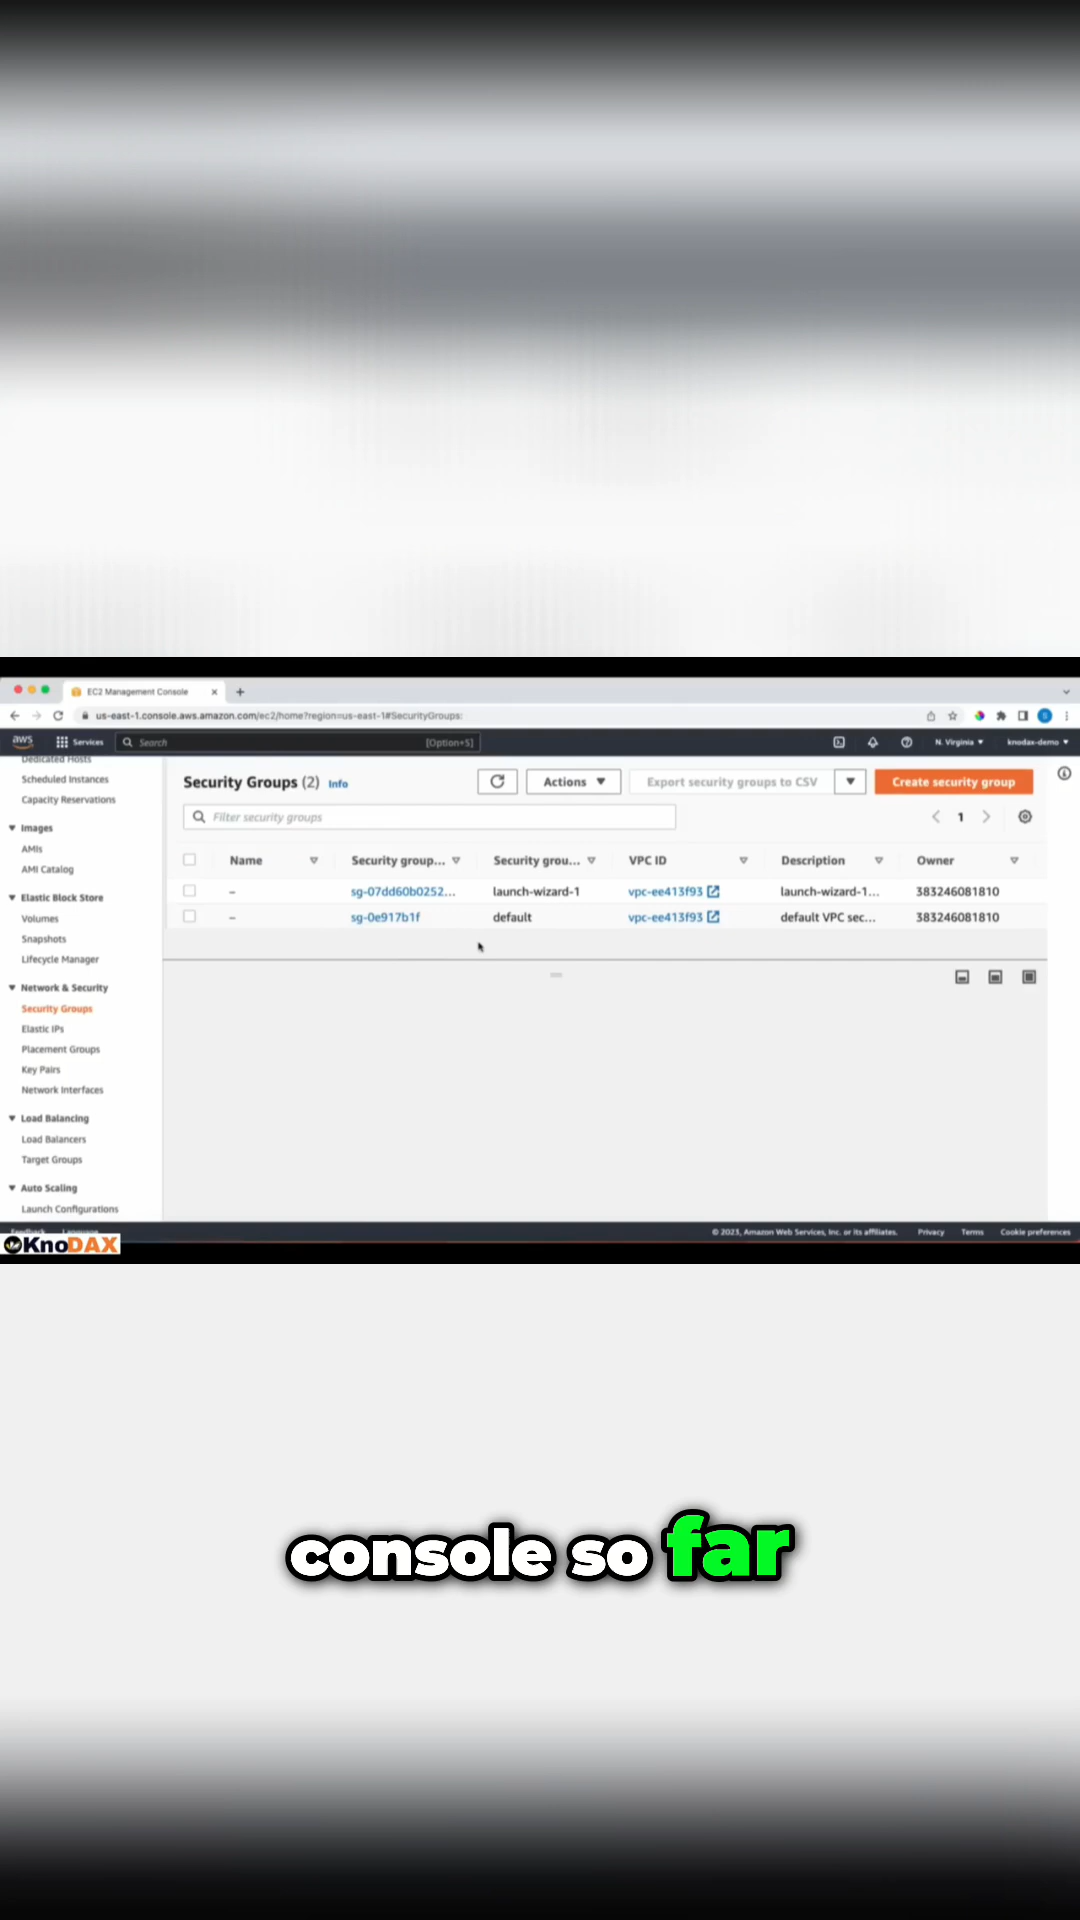 EC2 Management Console
us-east-1.console.aws.amazon.com/ec2/home?region=us-east-1#SecurityGroups:
aws Services Search [Option+S] N. Virginia knodax-demo
Dedicated Hosts
Scheduled Instances
Capacity Reservations
Images
AMIs
AMI Catalog
Elastic Block Store
Volumes
Snapshots
Lifecycle Manager
Network & Security
Security Groups
Elastic IPs
Placement Groups
Key Pairs
Network Interfaces
Load Balancing
Load Balancers
Target Groups
Auto Scaling
Launch Configurations
Security Groups (2) Info Actions Export security groups to CSV Create security group
Filter security groups 1
Name Security group... Security grou... VPC ID Description Owner
– sg-07dd60b0252... launch-wizard-1 vpc-ee413f93 launch-wizard-1... 383246081810
– sg-0e917b1f default vpc-ee413f93 default VPC sec... 383246081810
Feedback Language © 2023, Amazon Web Services, Inc. or its affiliates. Privacy Terms Cookie preferences
KnoDAX
console so far